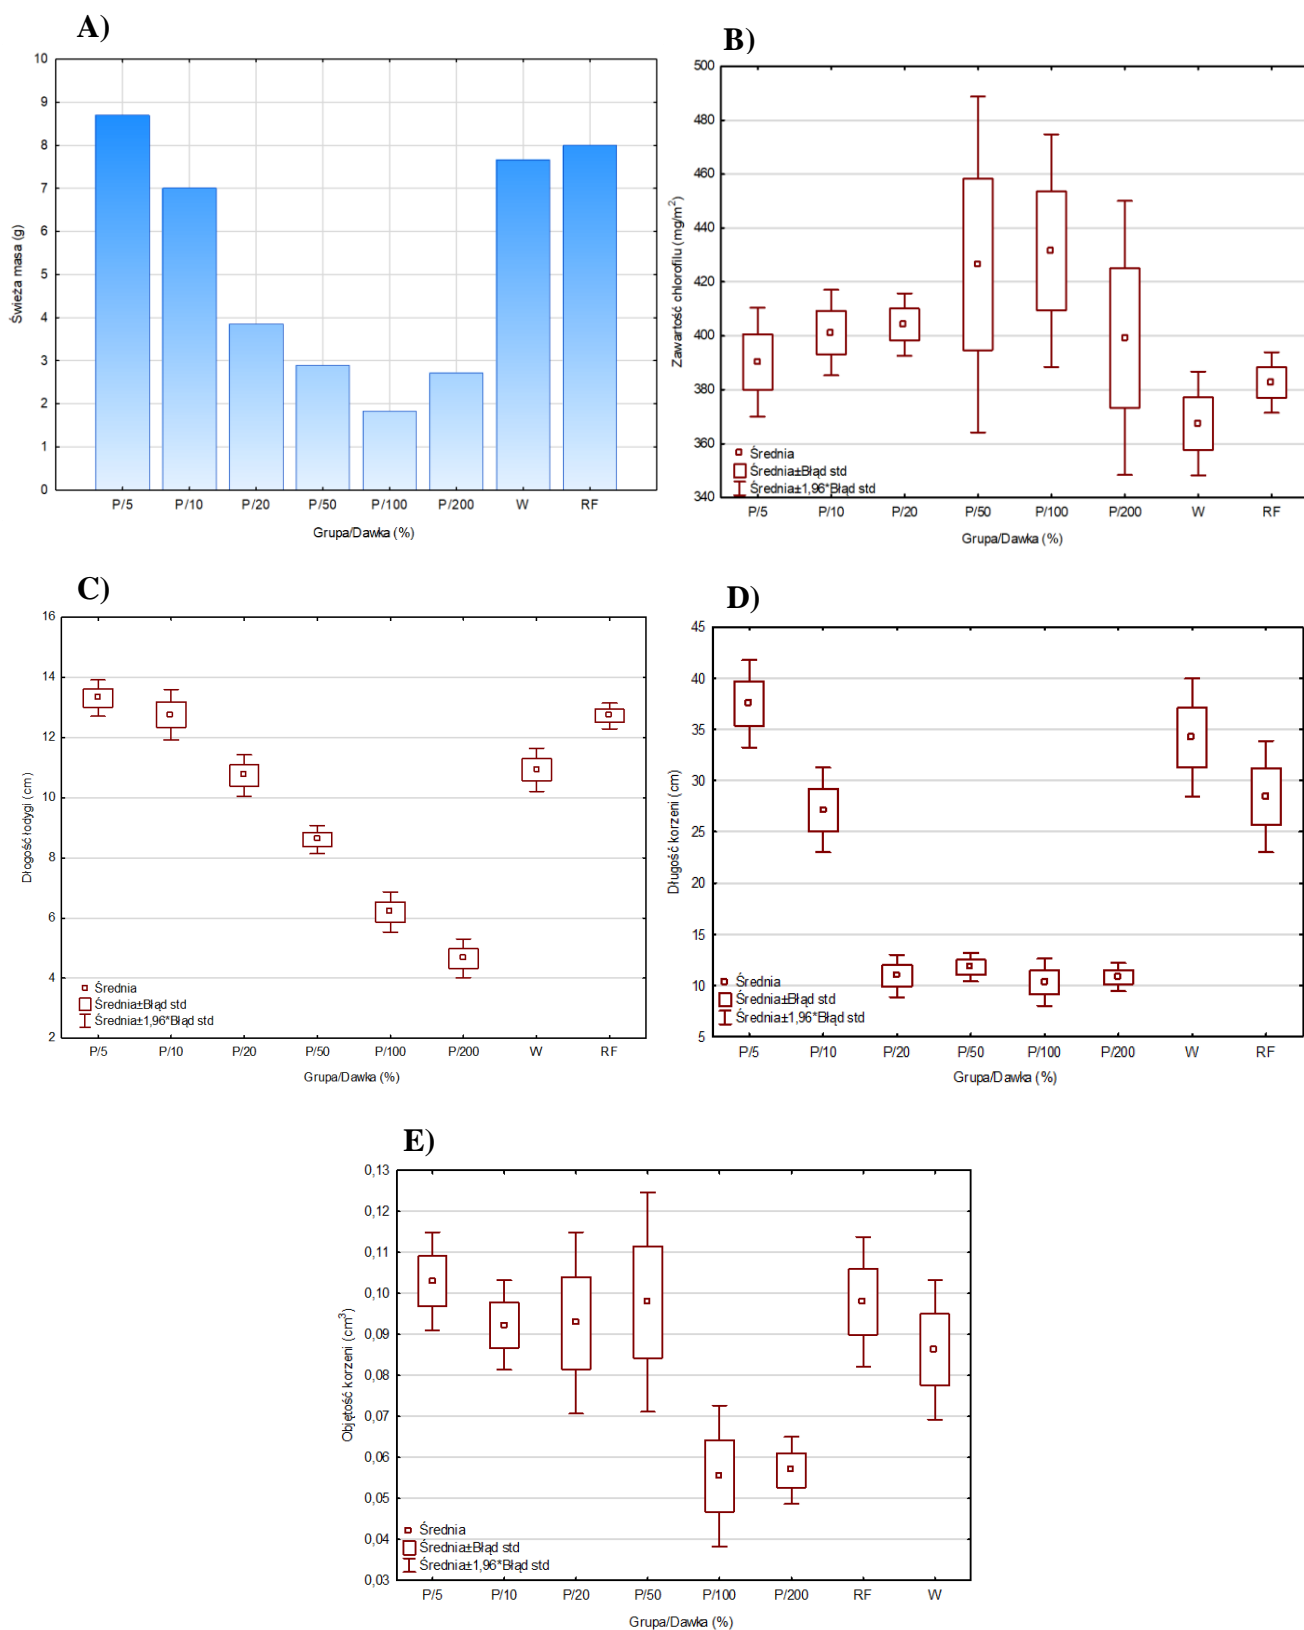 A)
10
9
8
7
6
5
4
3
2
1
0
Świeża masa (g)
P/5 P/10 P/20 P/50 P/100 P/200 W RF
Grupa/Dawka (%)
B)
500
480
460
440
420
400
380
360
340
Zawartość chlorofilu (mg/m²)
Średnia
Średnia±Błąd std
Średnia±1,96*Błąd std
P/5 P/10 P/20 P/50 P/100 P/200 W RF
Grupa/Dawka (%)
C)
16
14
12
10
8
6
4
2
Dłogość łodygi (cm)
Średnia
Średnia±Błąd std
Średnia±1,96*Błąd std
P/5 P/10 P/20 P/50 P/100 P/200 W RF
Grupa/Dawka (%)
D)
45
40
35
30
25
20
15
10
5
Długość korzeni (cm)
Średnia
Średnia±Błąd std
Średnia±1,96*Błąd std
P/5 P/10 P/20 P/50 P/100 P/200 W RF
Grupa/Dawka (%)
E)
0,13
0,12
0,11
0,10
0,09
0,08
0,07
0,06
0,05
0,04
0,03
Objętość korzeni (cm³)
Średnia
Średnia±Błąd std
Średnia±1,96*Błąd std
P/5 P/10 P/20 P/50 P/100 P/200 RF W
Grupa/Dawka (%)